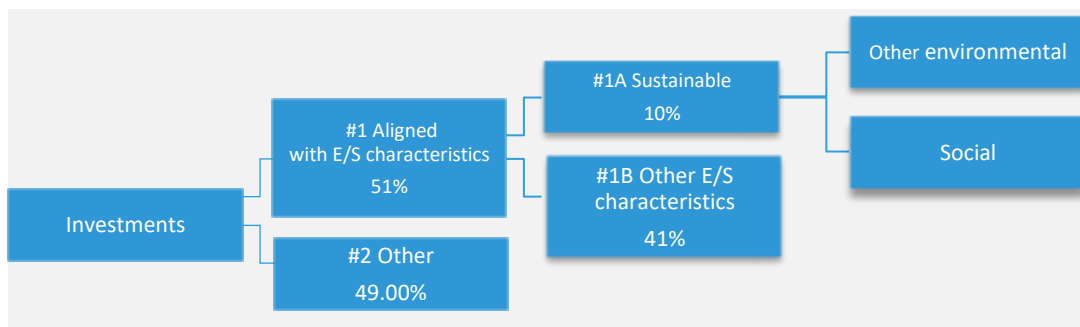 Investments
#1 Aligned
with E/S characteristics
51%
#2 Other
49.00%
#1A Sustainable
10%
#1B Other E/S
characteristics
41%
Other environmental
Social